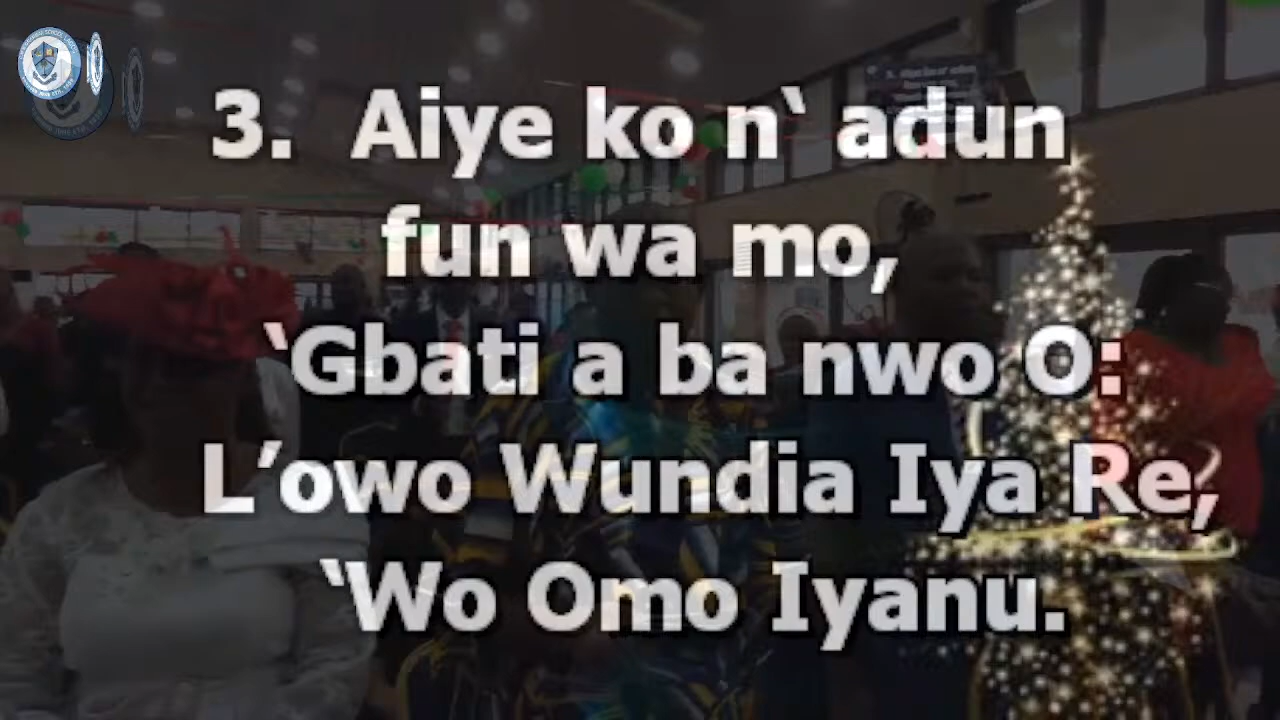 3. Aiye ko n‛ adun
fun wa mo,
‛Gbati a ba nwo O:
L’owo Wundia Iya Re,
‛Wo Omo Iyanu.